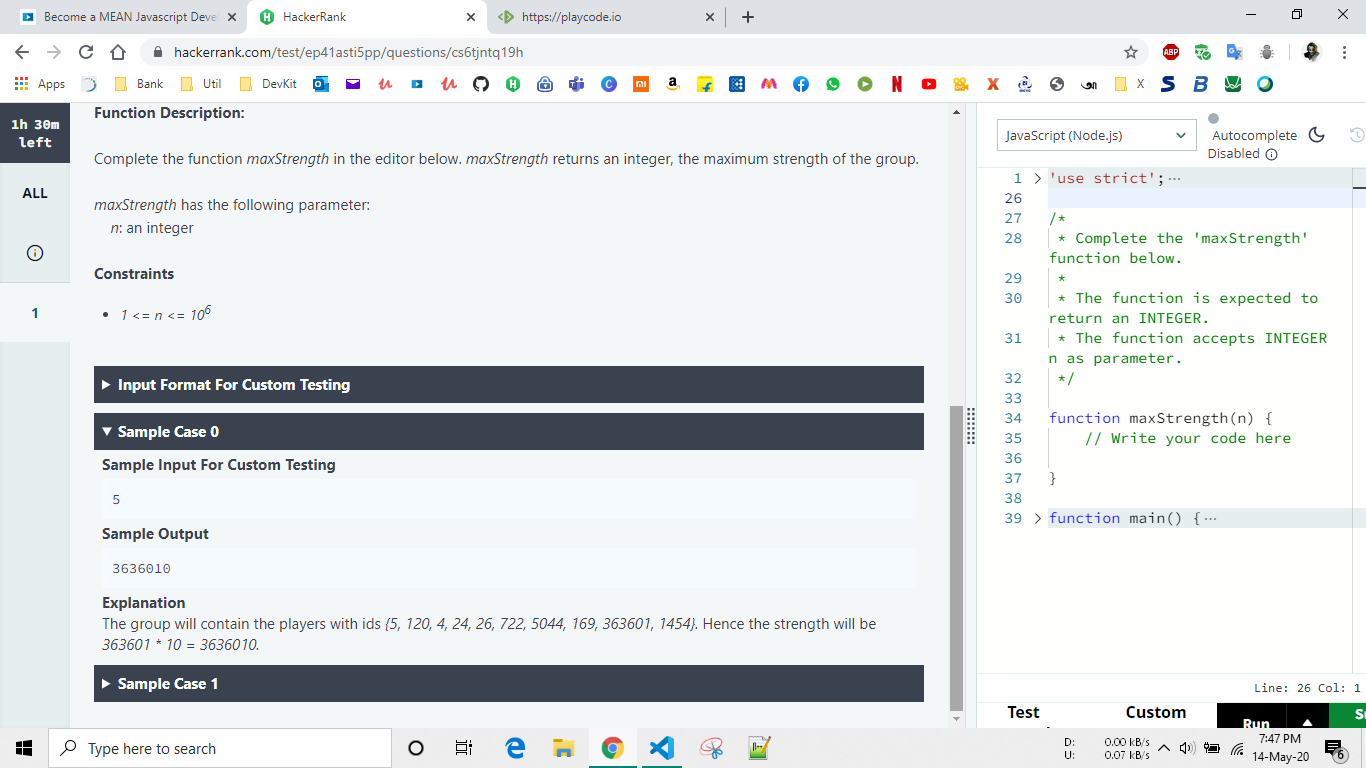 Become a MEAN Javascript Deve
HackerRank
https://playcode.io
hackerrank.com/test/ep41asti5pp/questions/cs6tjntq19h
ABP
Apps
Bank
Util
DevKit
X
1h 30m
left
ALL
1
Function Description:
Complete the function maxStrength in the editor below. maxStrength returns an integer, the maximum strength of the group.
maxStrength has the following parameter:
n: an integer
Constraints
• 1 <= n <= 10^6
Input Format For Custom Testing
Sample Case 0
Sample Input For Custom Testing
5
Sample Output
3636010
Explanation
The group will contain the players with ids {5, 120, 4, 24, 26, 722, 5044, 169, 363601, 1454}. Hence the strength will be
363601 * 10 = 3636010.
Sample Case 1
JavaScript (Node.js)
Autocomplete
Disabled
1 'use strict';
26
27 /*
28 * Complete the 'maxStrength'
function below.
29 *
30 * The function is expected to
return an INTEGER.
31 * The function accepts INTEGER
n as parameter.
32 */
33
34 function maxStrength(n) {
35 // Write your code here
36
37 }
38
39 function main() {
Line: 26 Col: 1
Test
Custom
Run
Type here to search
D: 0.00 kB/s
U: 0.07 kB/s
7:47 PM
14-May-20
6